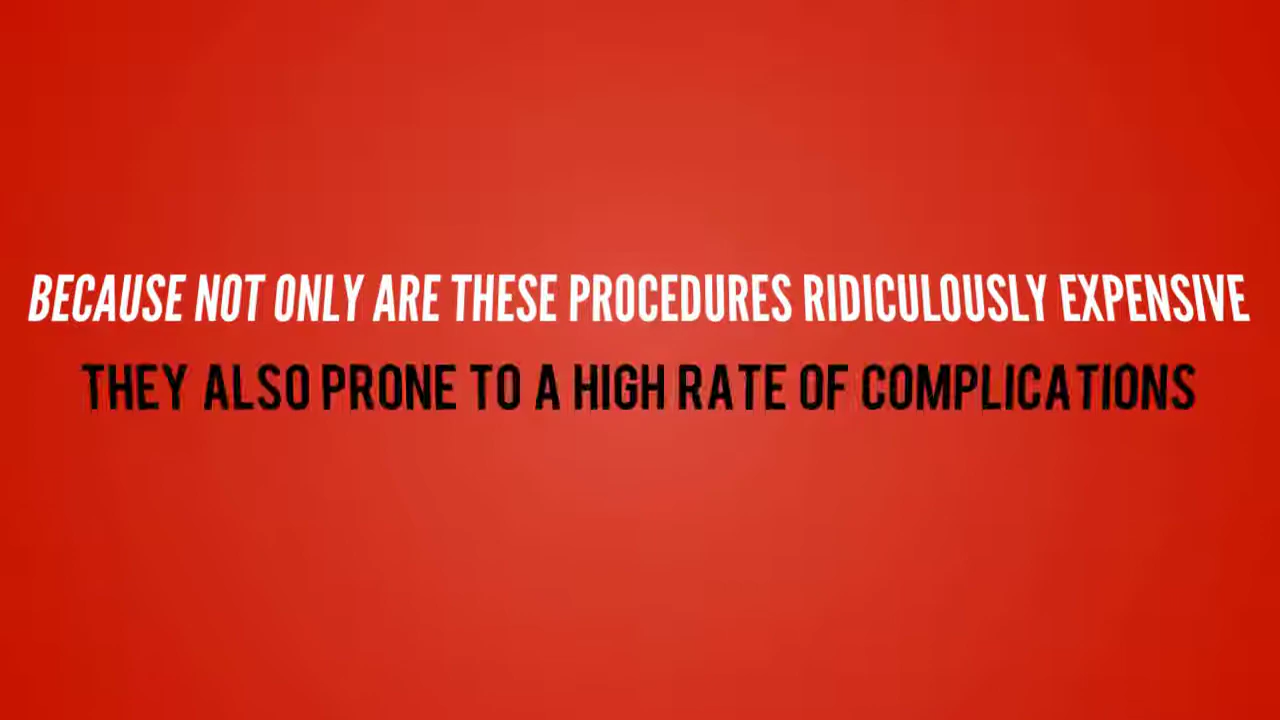 BECAUSE NOT ONLY ARE THESE PROCEDURES RIDICULOUSLY EXPENSIVE
THEY ALSO PRONE TO A HIGH RATE OF COMPLICATIONS